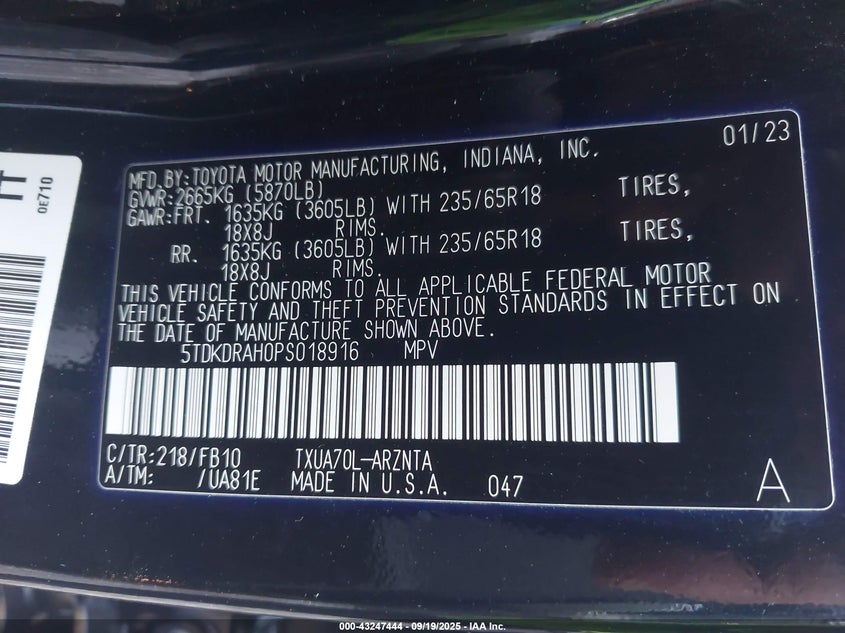 01/23
MFD.BY:TOYOTA MOTOR MANUFACTURING, INDIANA, INC.
GVWR:2665KG (5870LB)
GAWR:FRT. 1635KG (3605LB) WITH 235/65R18 TIRES,
18X8J RIMS.
RR. 1635KG (3605LB) WITH 235/65R18 TIRES,
18X8J RIMS.
THIS VEHICLE CONFORMS TO ALL APPLICABLE FEDERAL MOTOR
VEHICLE SAFETY AND THEFT PREVENTION STANDARDS IN EFFECT ON
THE DATE OF MANUFACTURE SHOWN ABOVE.
5TDKDRAH0PS018916 MPV
C/TR:218/FB10 TXUA70L-ARZNTA
A/TM: /UA81E MADE IN U.S.A. 047
A
0E710
000-43247444 - 09/19/2025 - IAA Inc.